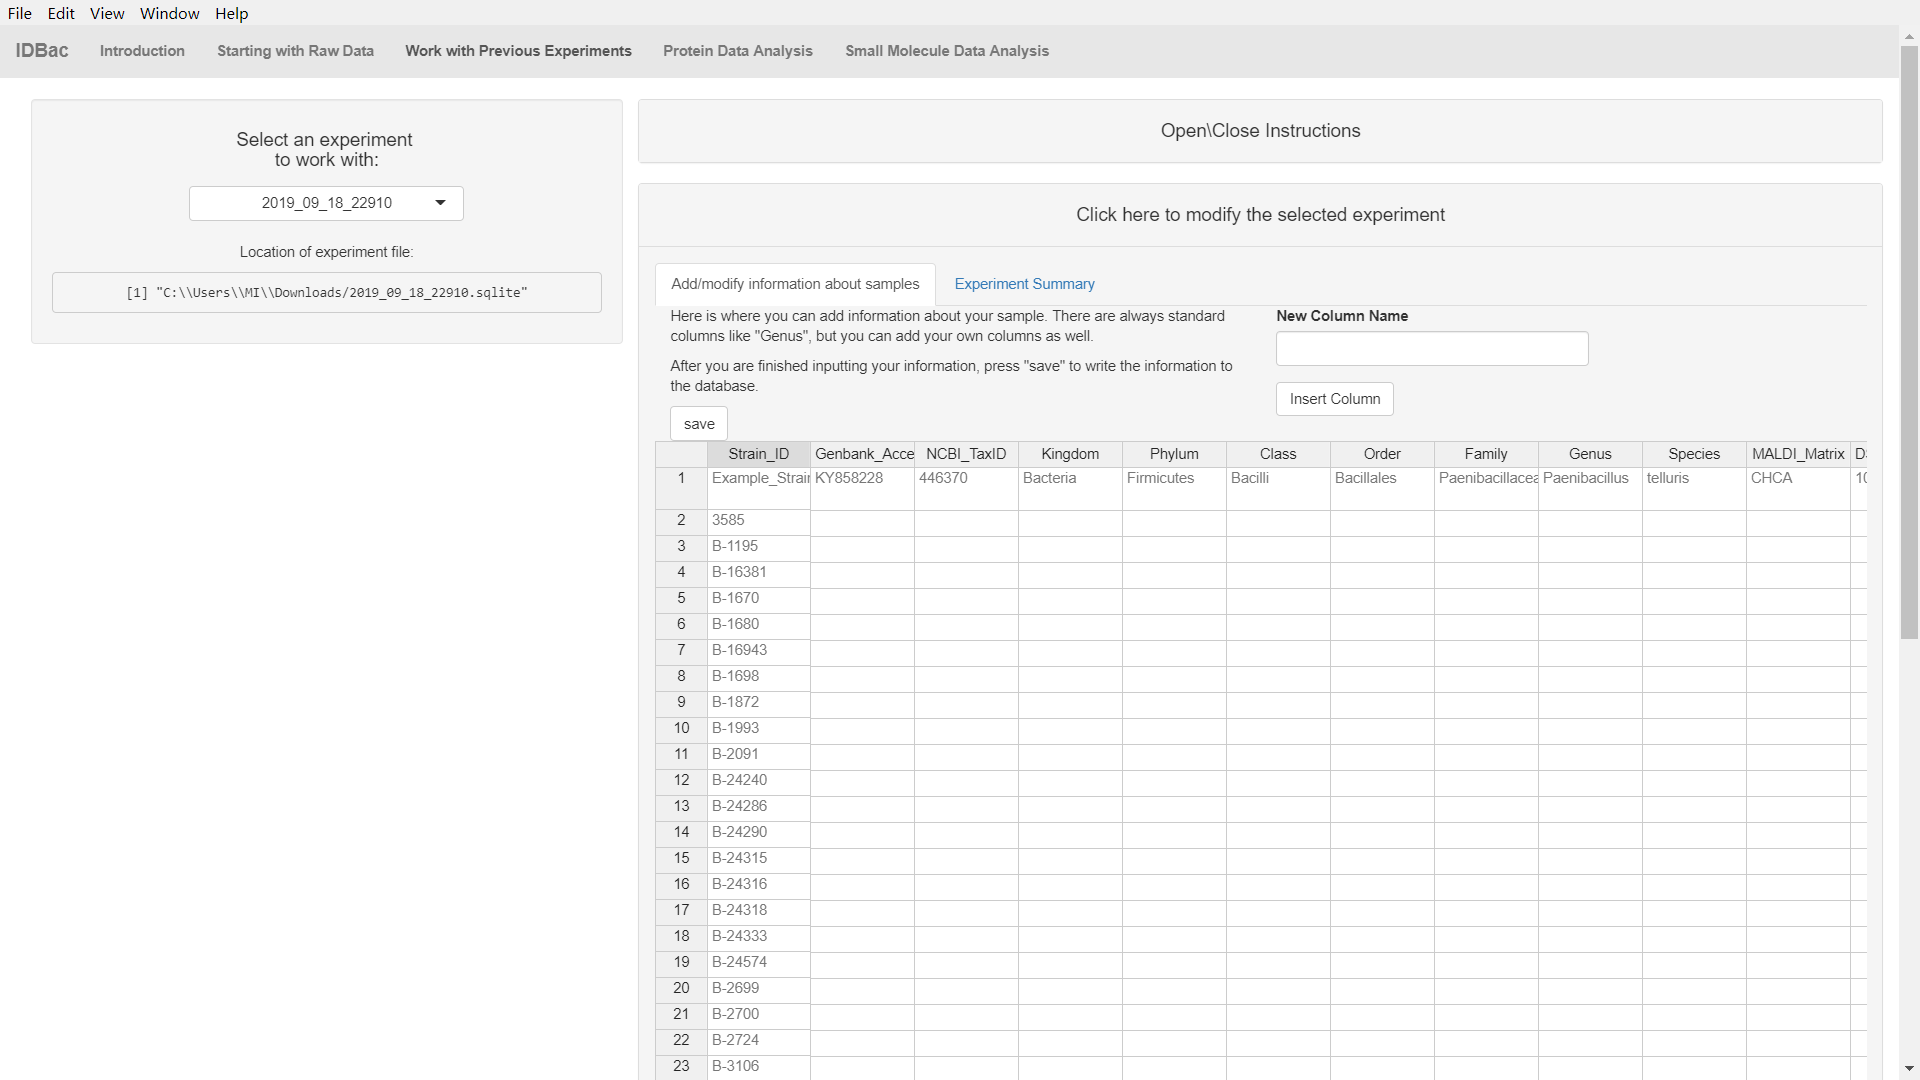 File Edit View Window Help
IDBac Introduction Starting with Raw Data Work with Previous Experiments Protein Data Analysis Small Molecule Data Analysis
Select an experiment
to work with:
2019_09_18_22910
Location of experiment file:
[1] "C:\\Users\\MI\\Downloads/2019_09_18_22910.sqlite"
Open\Close Instructions
Click here to modify the selected experiment
Add/modify information about samples Experiment Summary
Here is where you can add information about your sample. There are always standard
columns like "Genus", but you can add your own columns as well.
After you are finished inputting your information, press "save" to write the information to
the database.
save
New Column Name
Insert Column
Strain_ID Genbank_Acce NCBI_TaxID Kingdom Phylum Class Order Family Genus Species MALDI_Matrix
1 Example_Strain KY858228 446370 Bacteria Firmicutes Bacilli Bacillales Paenibacillacea Paenibacillus telluris CHCA 10
2 3585
3 B-1195
4 B-16381
5 B-1670
6 B-1680
7 B-16943
8 B-1698
9 B-1872
10 B-1993
11 B-2091
12 B-24240
13 B-24286
14 B-24290
15 B-24315
16 B-24316
17 B-24318
18 B-24333
19 B-24574
20 B-2699
21 B-2700
22 B-2724
23 B-3106